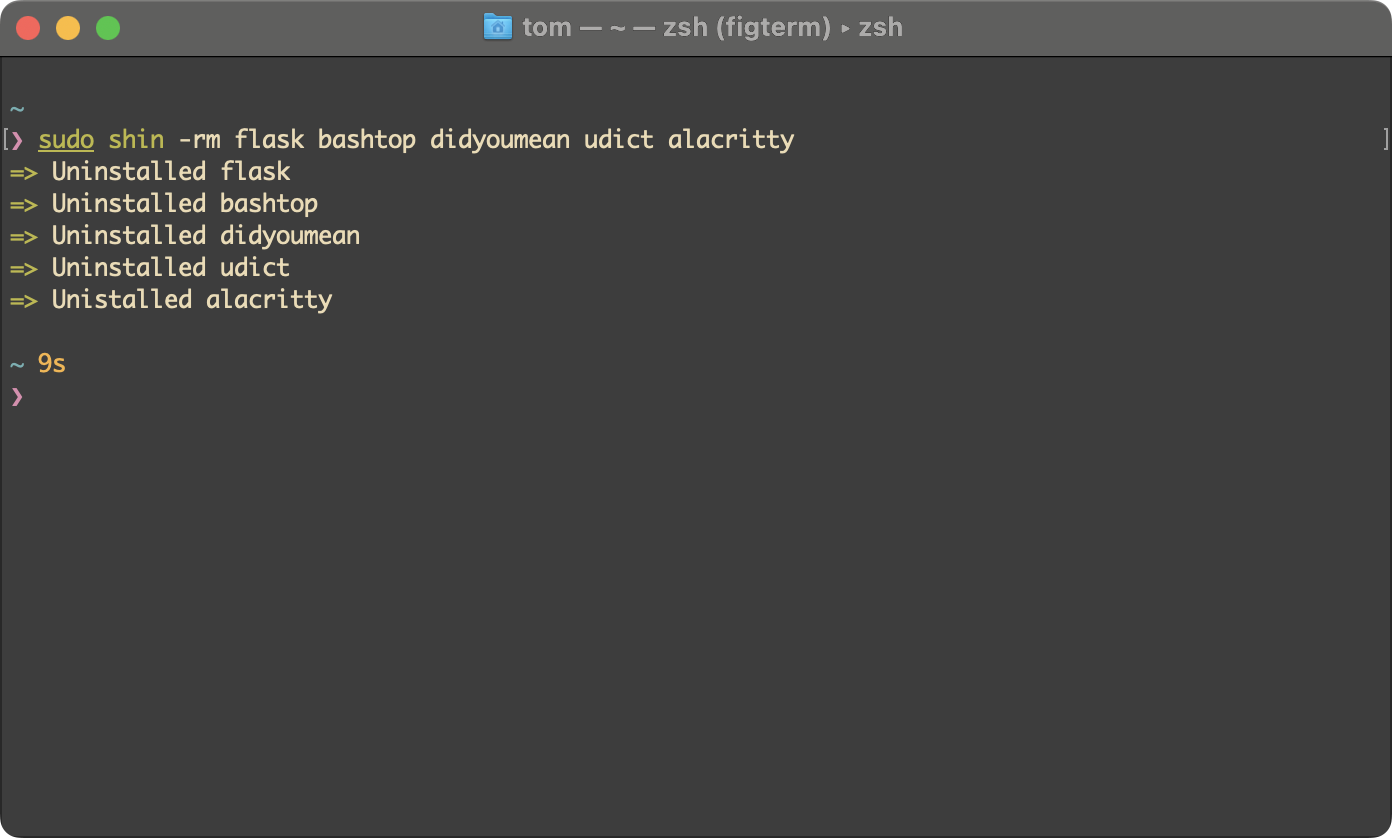 tom — ~ — zsh (figterm) ▸ zsh
~
[❯ sudo shin -rm flask bashtop didyoumean udict alacritty ]
=> Uninstalled flask
=> Uninstalled bashtop
=> Uninstalled didyoumean
=> Uninstalled udict
=> Unistalled alacritty
~ 9s
❯